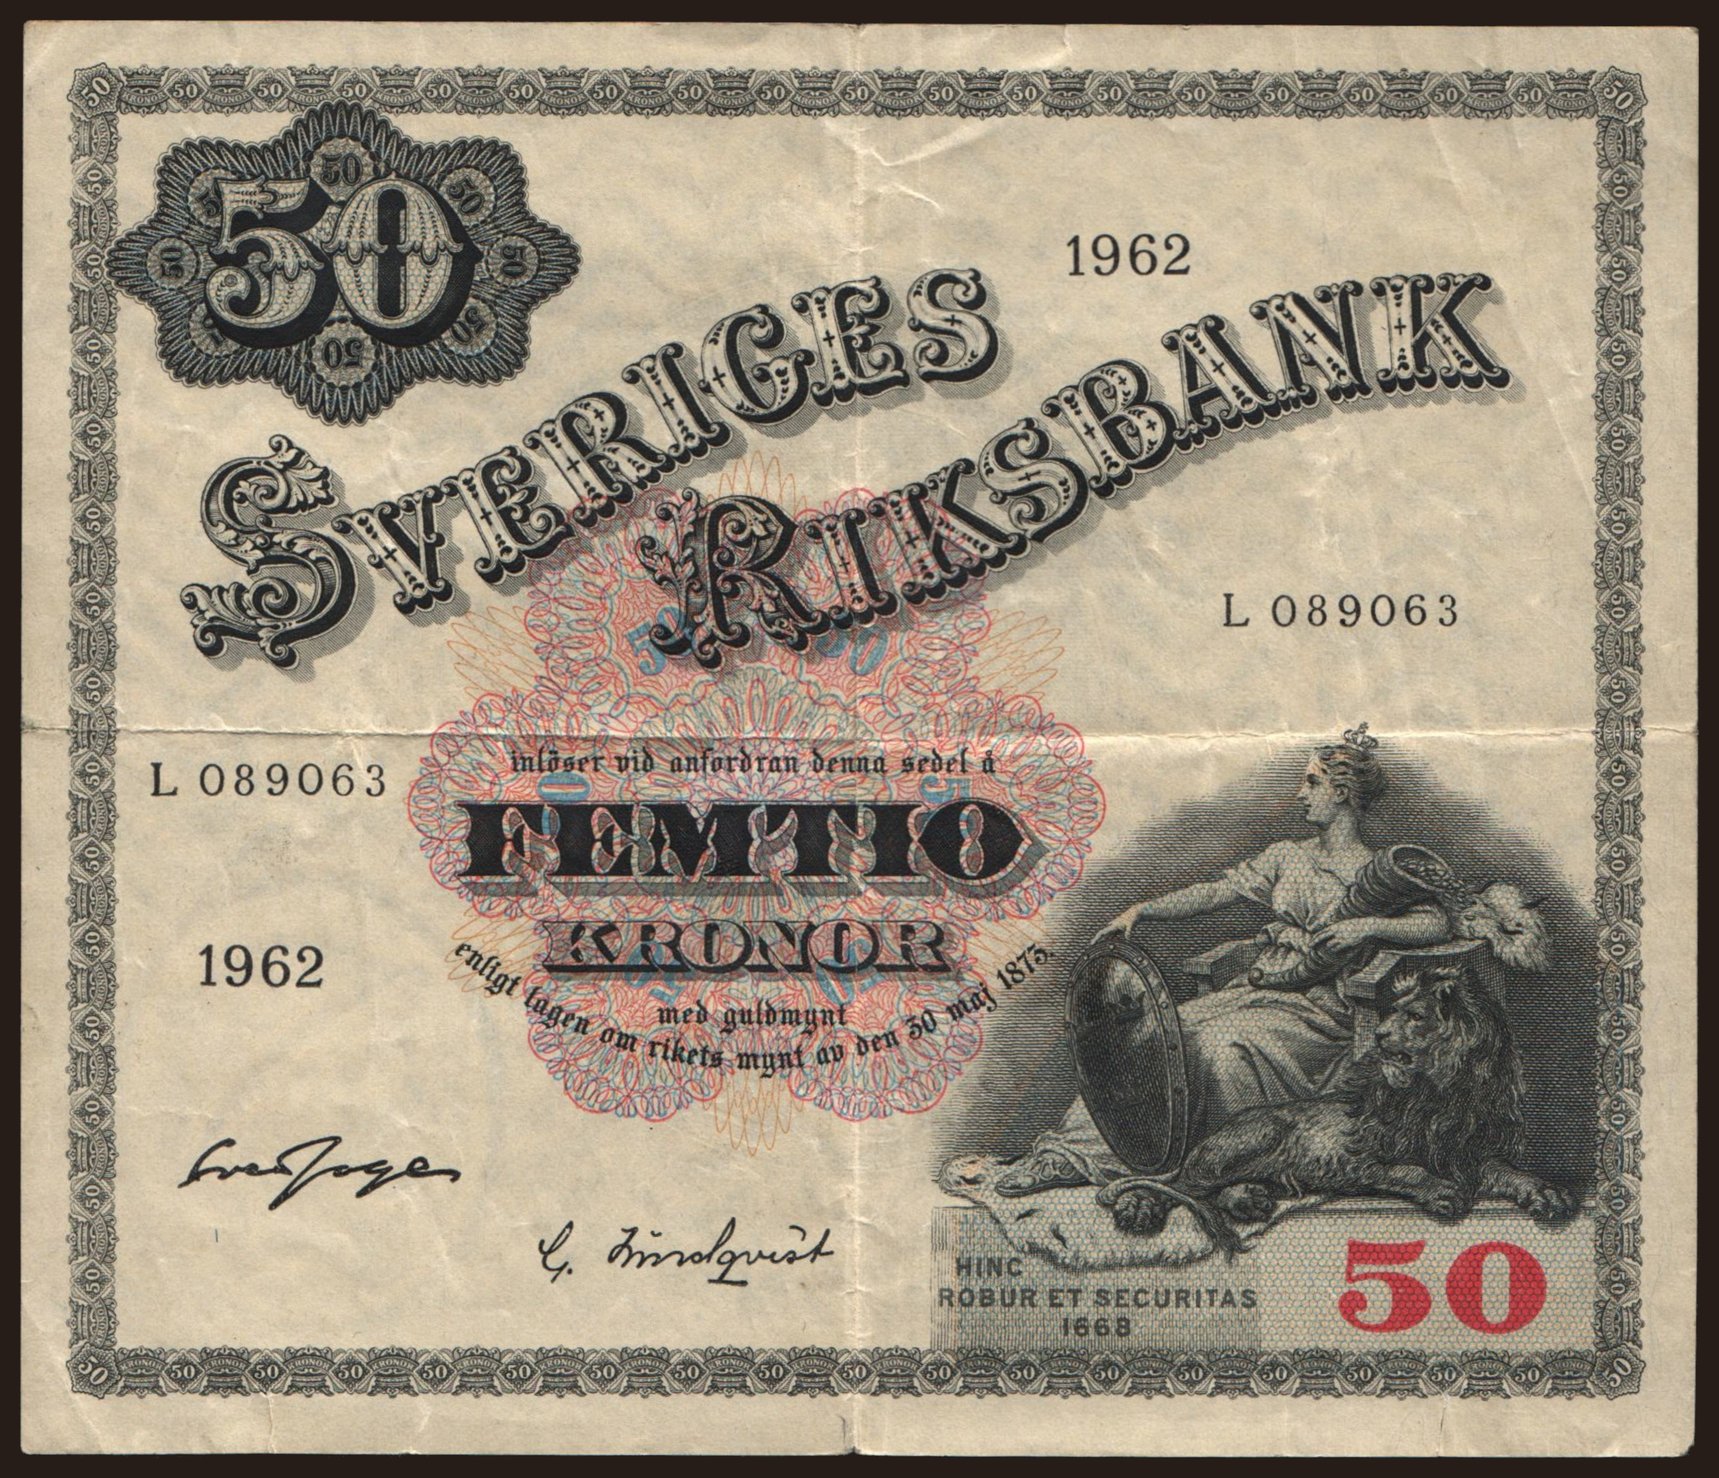 50
1962
SVERIGES
RIKSBANK
L 089063
inlöser vid anfordran denna sedel å
L 089063
FEMTIO
KRONOR
1962
med guldmynt
enligt lagen om rikets mynt av den 30 maj 1873.
G. Lindqvist
HINC
ROBUR ET SECURITAS
1668
50